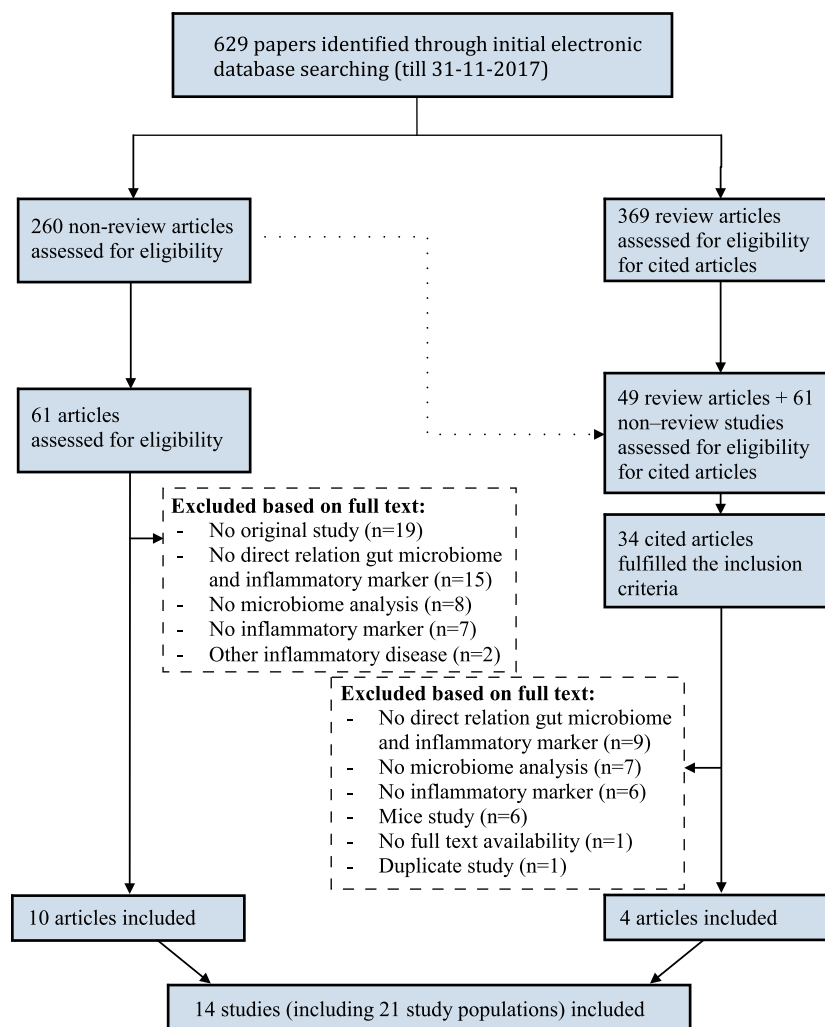 629 papers identified through initial electronic
database searching (till 31-11-2017)
260 non-review articles
assessed for eligibility
369 review articles
assessed for eligibility
for cited articles
61 articles
assessed for eligibility
49 review articles + 61
non–review studies
assessed for eligibility
for cited articles
Excluded based on full text:
- No original study (n=19)
- No direct relation gut microbiome
and inflammatory marker (n=15)
- No microbiome analysis (n=8)
- No inflammatory marker (n=7)
- Other inflammatory disease (n=2)
34 cited articles
fulfilled the inclusion
criteria
Excluded based on full text:
- No direct relation gut microbiome
and inflammatory marker (n=9)
- No microbiome analysis (n=7)
- No inflammatory marker (n=6)
- Mice study (n=6)
- No full text availability (n=1)
- Duplicate study (n=1)
10 articles included
4 articles included
14 studies (including 21 study populations) included